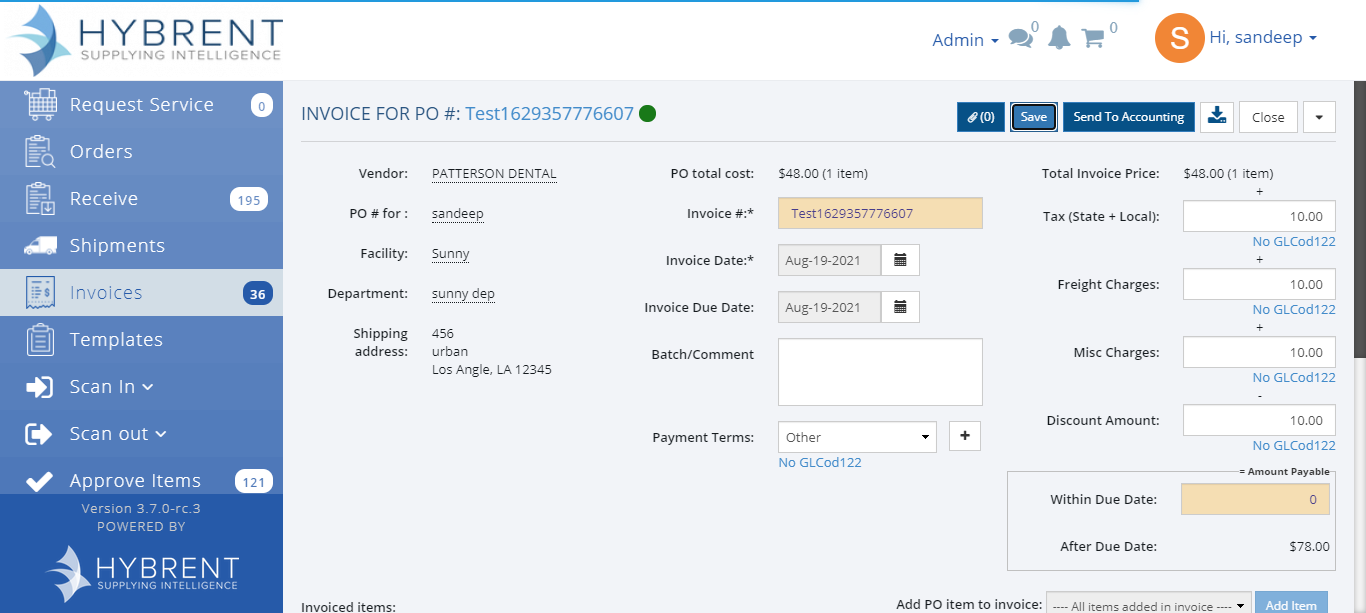 HYBRENT
SUPPLYING INTELLIGENCE
Admin
0
0
S
Hi, sandeep
Request Service 0
Orders
Receive 195
Shipments
Invoices 36
Templates
Scan In
Scan out
Approve Items 121
Version 3.7.0-rc.3
POWERED BY
HYBRENT
SUPPLYING INTELLIGENCE
INVOICE FOR PO #: Test1629357776607
(0)
Save
Send To Accounting
Close
Vendor: PATTERSON DENTAL
PO # for : sandeep
Facility: Sunny
Department: sunny dep
Shipping address: 456
urban
Los Angle, LA 12345
PO total cost: $48.00 (1 item)
Invoice #:* Test1629357776607
Invoice Date:* Aug-19-2021
Invoice Due Date: Aug-19-2021
Batch/Comment
Payment Terms: Other +
No GLCod122
Total Invoice Price: $48.00 (1 item)
+
Tax (State + Local): 10.00
No GLCod122
+
Freight Charges: 10.00
No GLCod122
+
Misc Charges: 10.00
No GLCod122
-
Discount Amount: 10.00
No GLCod122
= Amount Payable
Within Due Date: 0
After Due Date: $78.00
Invoiced items:
Add PO item to invoice: ---- All items added in invoice ---- Add Item